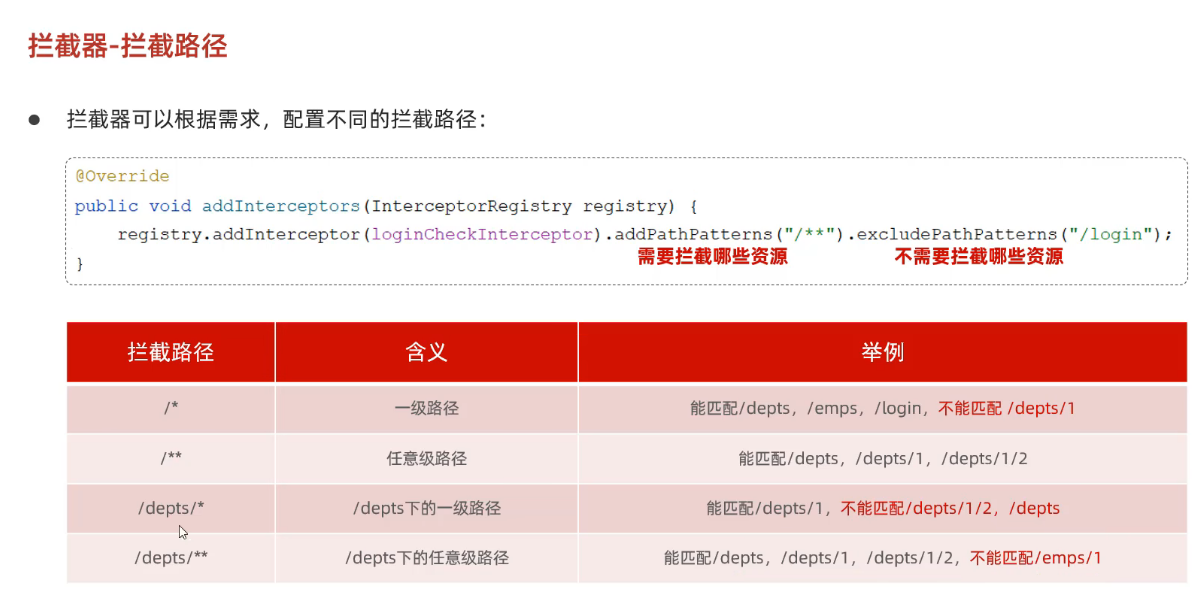 拦截器-拦截路径
拦截器可以根据需求，配置不同的拦截路径：
@Override
public void addInterceptors(InterceptorRegistry registry) {
registry.addInterceptor(loginCheckInterceptor).addPathPatterns("/**").excludePathPatterns("/login");
需要拦截哪些资源 不需要拦截哪些资源
}
拦截路径 含义 举例
/* 一级路径 能匹配/depts，/emps，/login，不能匹配 /depts/1
/** 任意级路径 能匹配/depts，/depts/1，/depts/1/2
/depts/* /depts下的一级路径 能匹配/depts/1，不能匹配/depts/1/2，/depts
/depts/** /depts下的任意级路径 能匹配/depts，/depts/1，/depts/1/2，不能匹配/emps/1